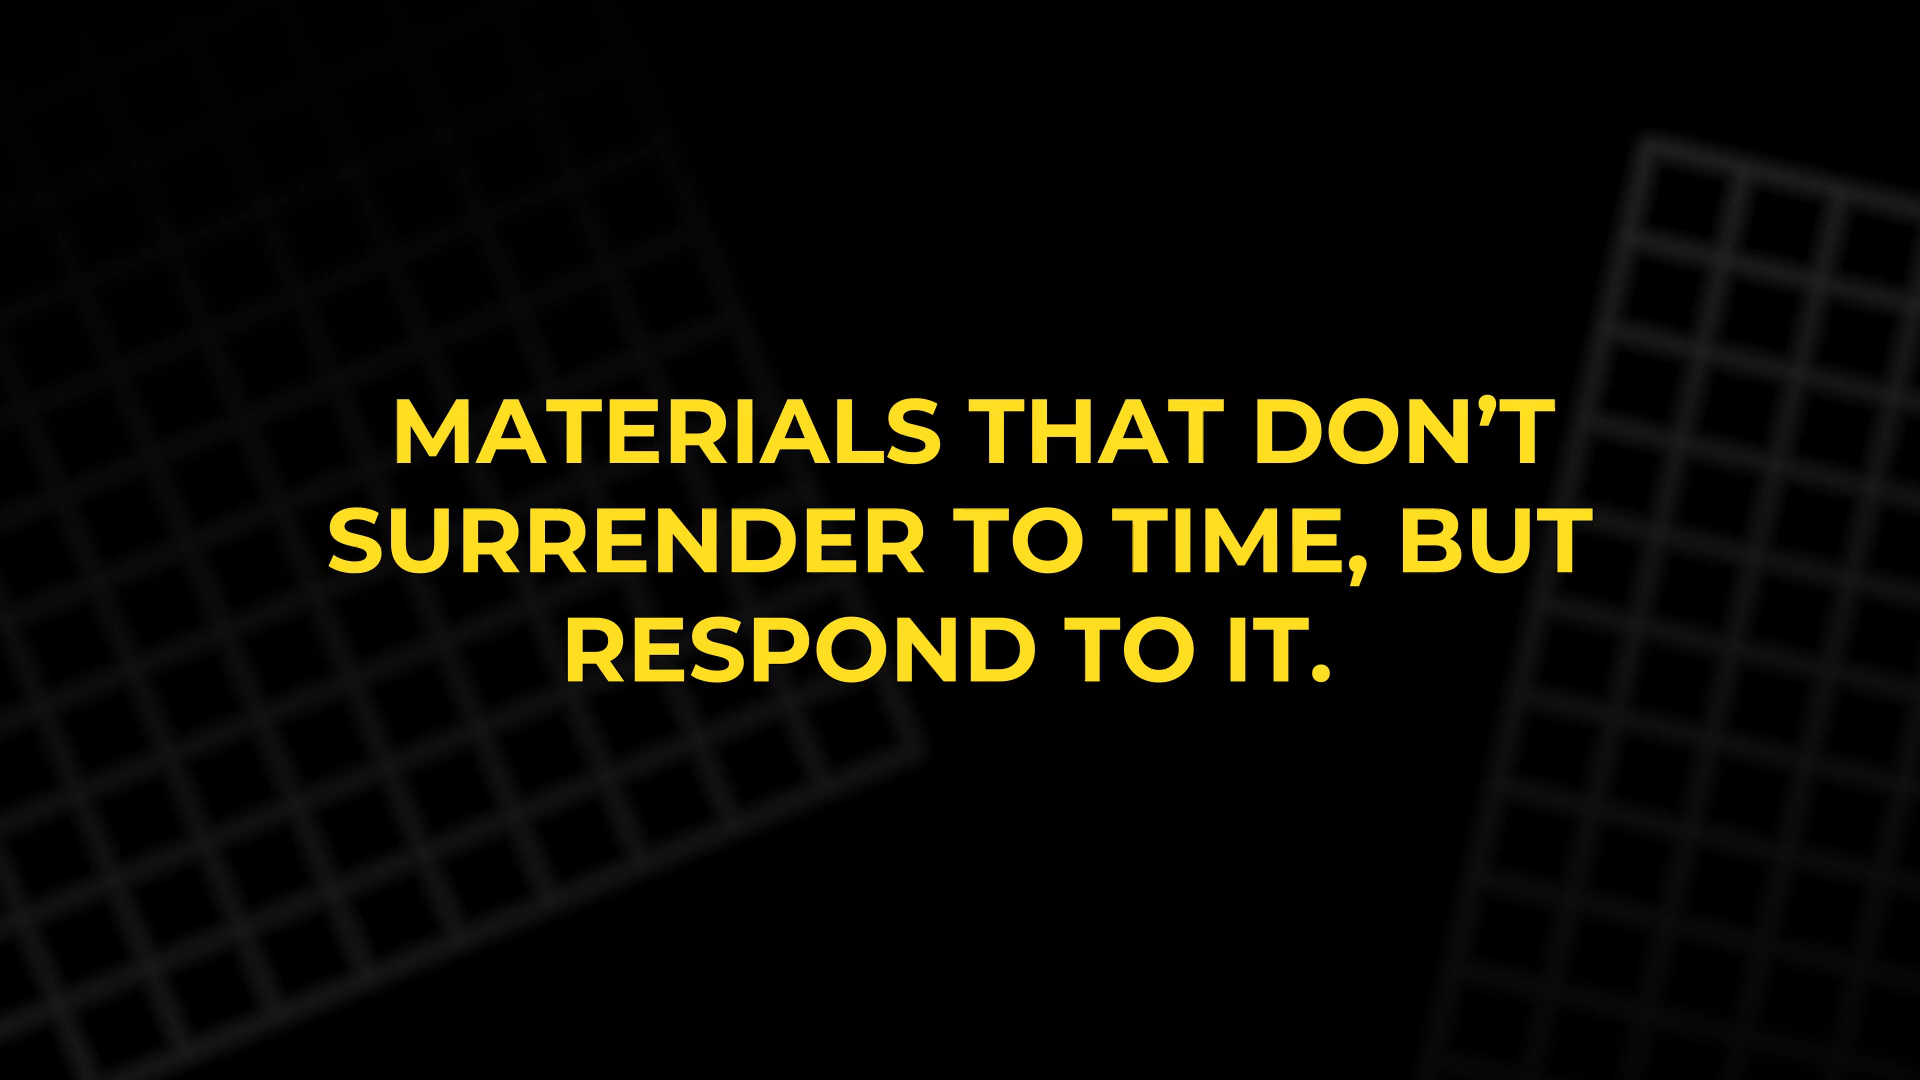 MATERIALS THAT DON’T
SURRENDER TO TIME, BUT
RESPOND TO IT.